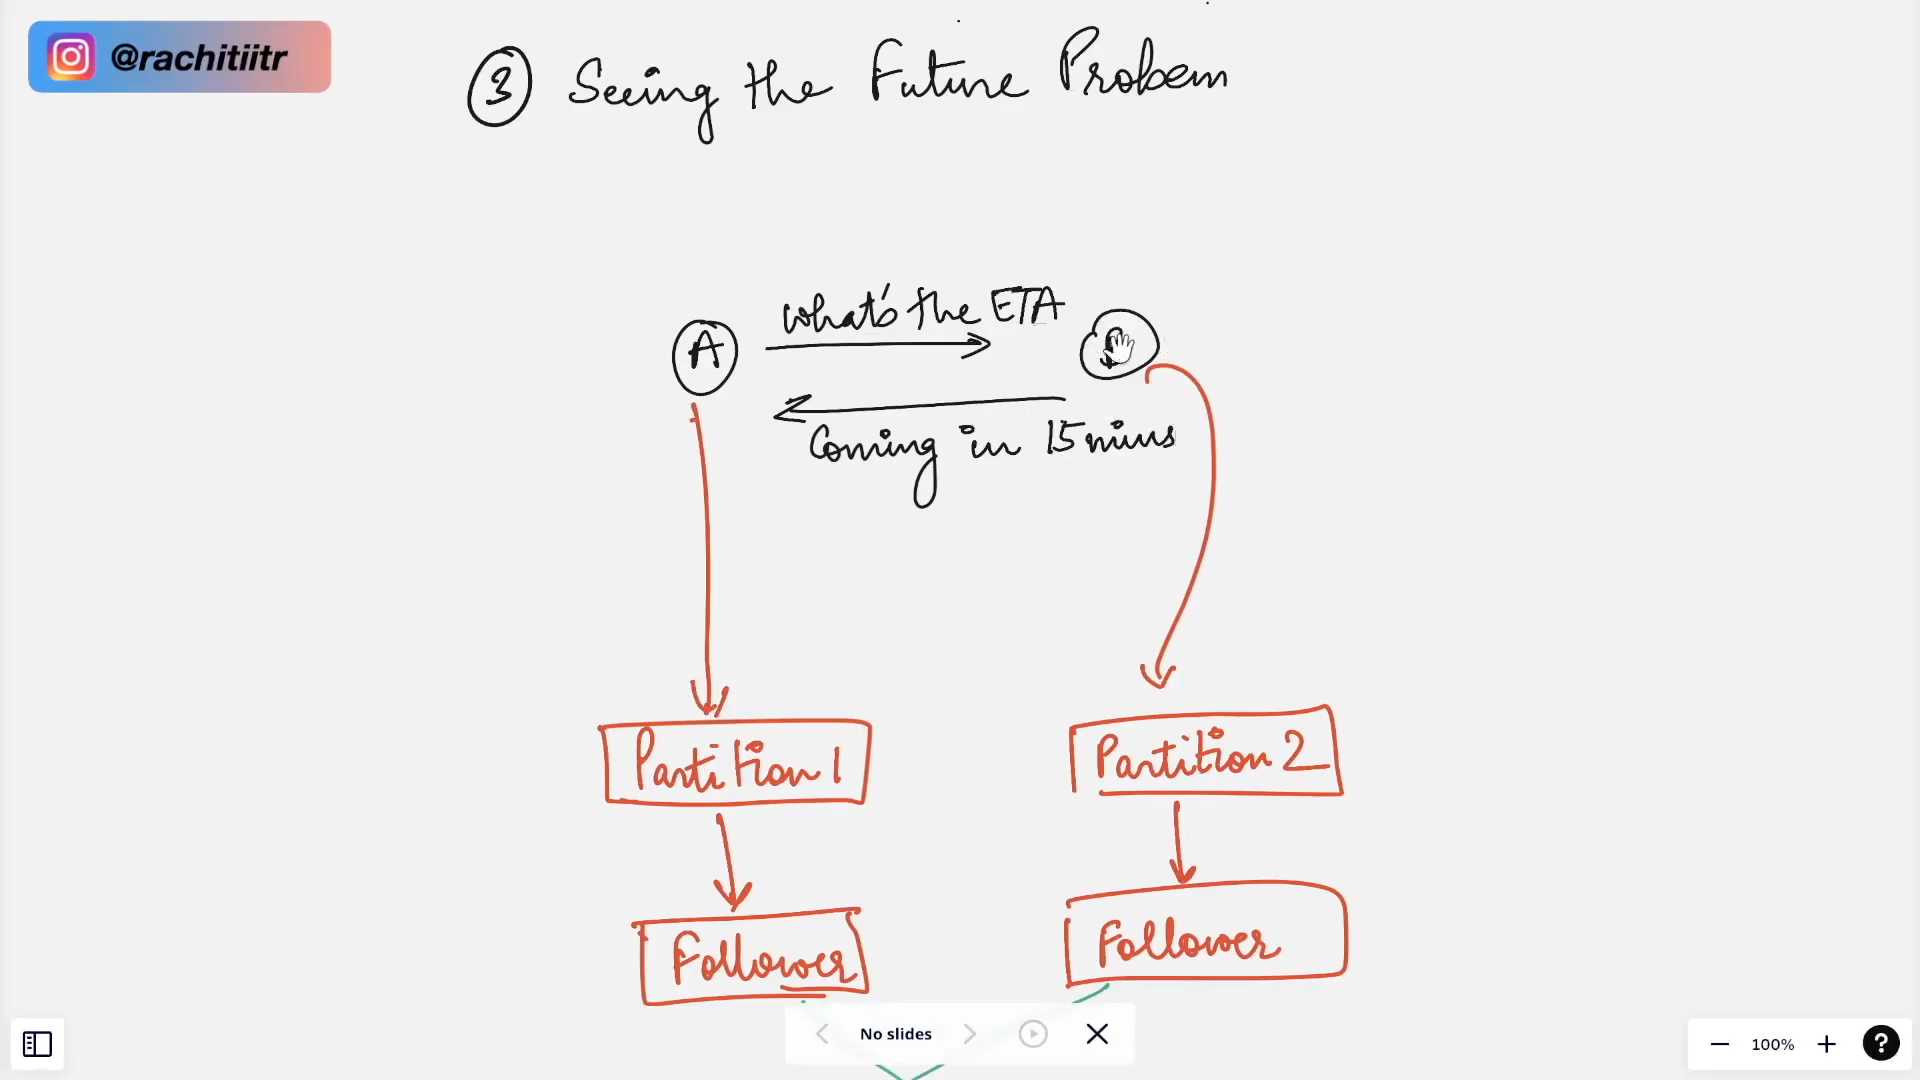 @rachitiitr
3 Seeing the Future Probem
what's the ETA
A
Coming in 15 mins
Partition 1
Partition 2
Follower
Follower
No slides
100%
?